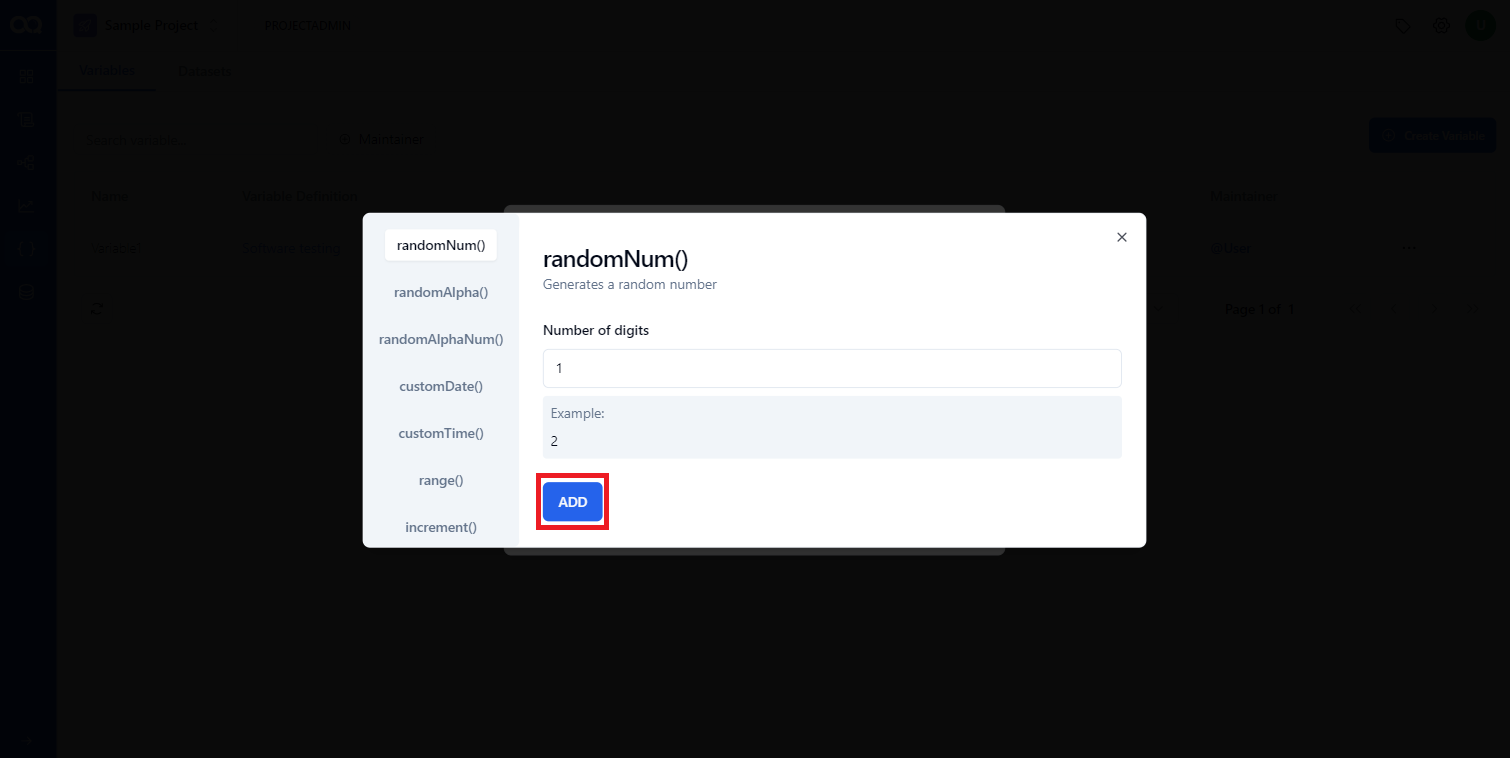 Sample Project
PROJECTADMIN
U
Variables
Datasets
Search variable...
Maintainer
Create Variable
Name
Variable Definition
Maintainer
Software testing
User
Page 1 of 1
randomNum()
randomAlpha()
randomAlphaNum()
customDate()
customTime()
range()
increment()
randomNum()
Generates a random number
Number of digits
1
Example:
2
ADD